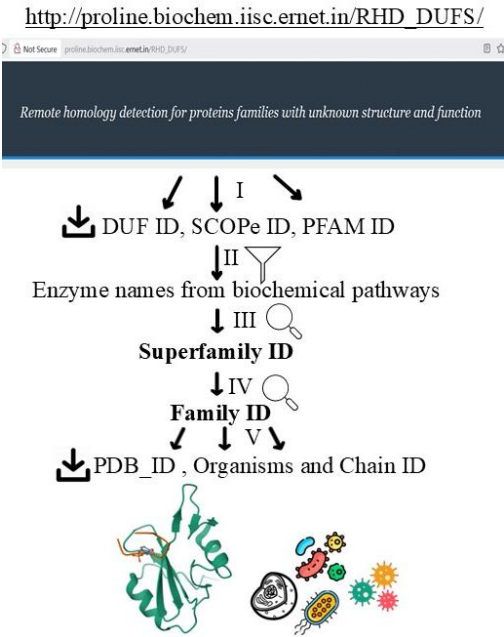 http://proline.biochem.iisc.ernet.in/RHD_DUFS/
Not Secure proline.biochem.iisc.ernet.in/RHD_DUFS/
Remote homology detection for proteins families with unknown structure and function
I
DUF ID, SCOPe ID, PFAM ID
II
Enzyme names from biochemical pathways
III
Superfamily ID
IV
Family ID
V
PDB_ID , Organisms and Chain ID